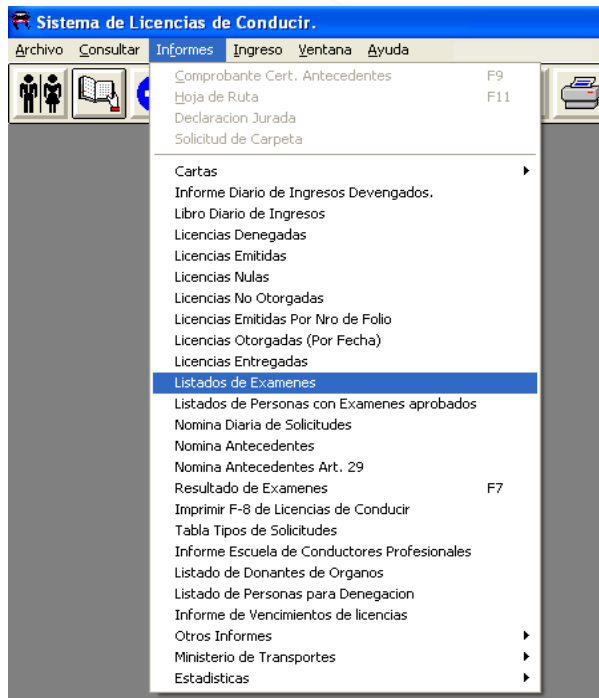 Sistema de Licencias de Conducir.
Archivo Consultar Informes Ingreso Ventana Ayuda
Comprobante Cert. Antecedentes F9
Hoja de Ruta F11
Declaracion Jurada
Solicitud de Carpeta
Cartas
Informe Diario de Ingresos Devengados.
Libro Diario de Ingresos
Licencias Denegadas
Licencias Emitidas
Licencias Nulas
Licencias No Otorgadas
Licencias Emitidas Por Nro de Folio
Licencias Otorgadas (Por Fecha)
Licencias Entregadas
Listados de Examenes
Listados de Personas con Examenes aprobados
Nomina Diaria de Solicitudes
Nomina Antecedentes
Nomina Antecedentes Art. 29
Resultado de Examenes F7
Imprimir F-8 de Licencias de Conducir
Tabla Tipos de Solicitudes
Informe Escuela de Conductores Profesionales
Listado de Donantes de Organos
Listado de Personas para Denegacion
Informe de Vencimientos de licencias
Otros Informes
Ministerio de Transportes
Estadisticas